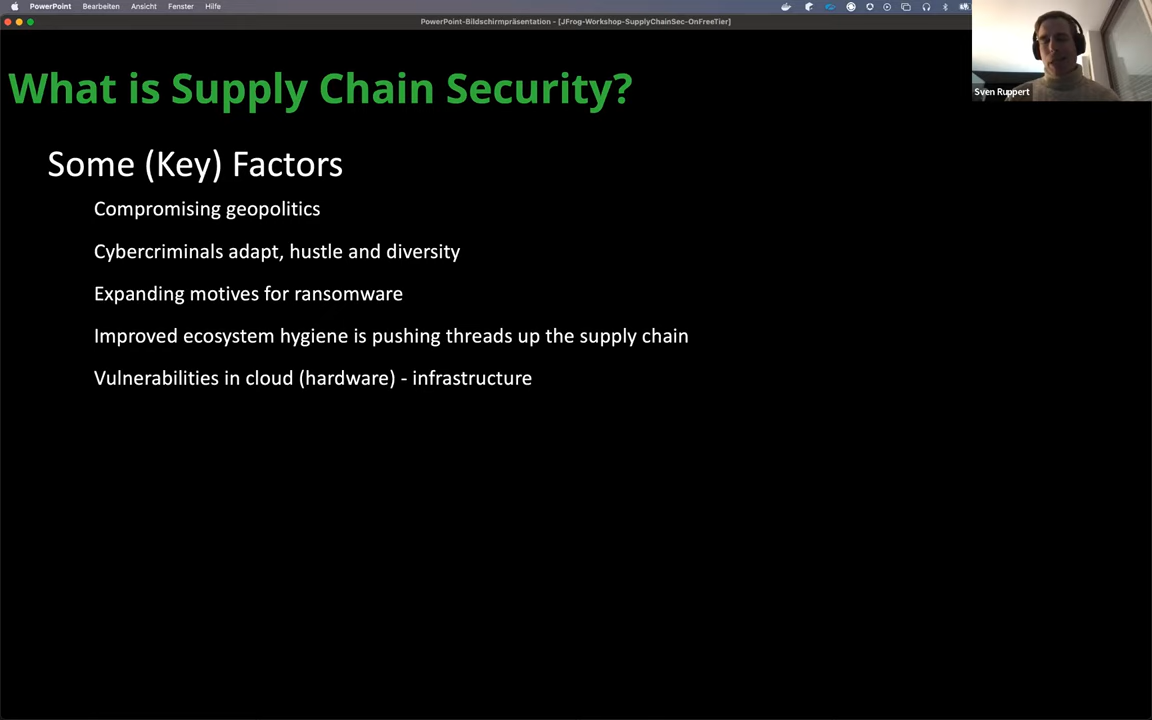 PowerPoint Bearbeiten Ansicht Fenster Hilfe
PowerPoint-Bildschirmpräsentation - [JFrog-Workshop-SupplyChainSec-OnFreeTier]
Sven Ruppert
What is Supply Chain Security?
Some (Key) Factors
Compromising geopolitics
Cybercriminals adapt, hustle and diversity
Expanding motives for ransomware
Improved ecosystem hygiene is pushing threads up the supply chain
Vulnerabilities in cloud (hardware) - infrastructure